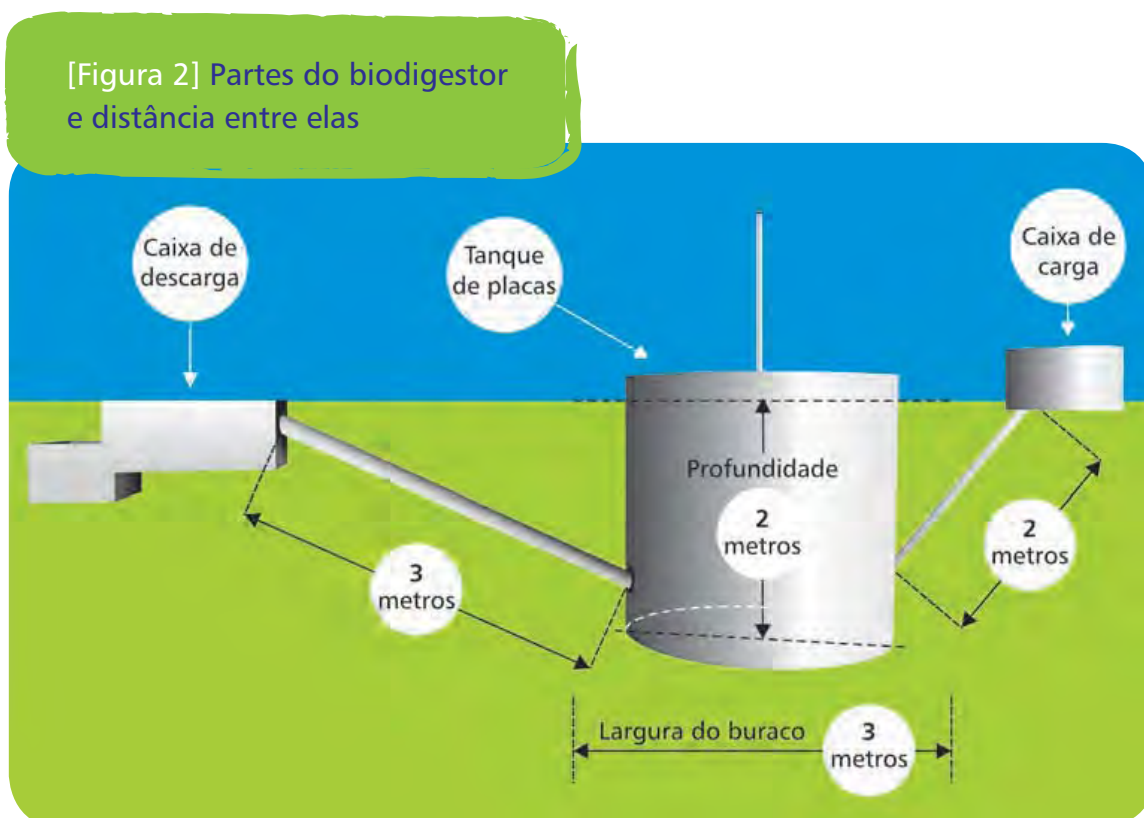 [Figura 2] Partes do biodigestor
e distância entre elas
Caixa de
descarga
Tanque
de placas
Caixa de
carga
Profundidade
2
metros
2
metros
3
metros
Largura do buraco
3
metros